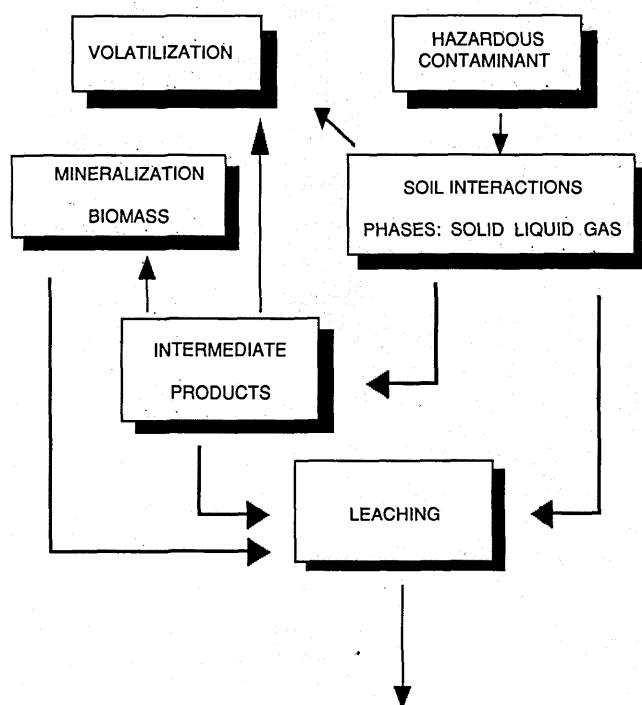 VOLATILIZATION
HAZARDOUS
CONTAMINANT
MINERALIZATION
BIOMASS
SOIL INTERACTIONS
PHASES: SOLID LIQUID GAS
INTERMEDIATE
PRODUCTS
LEACHING